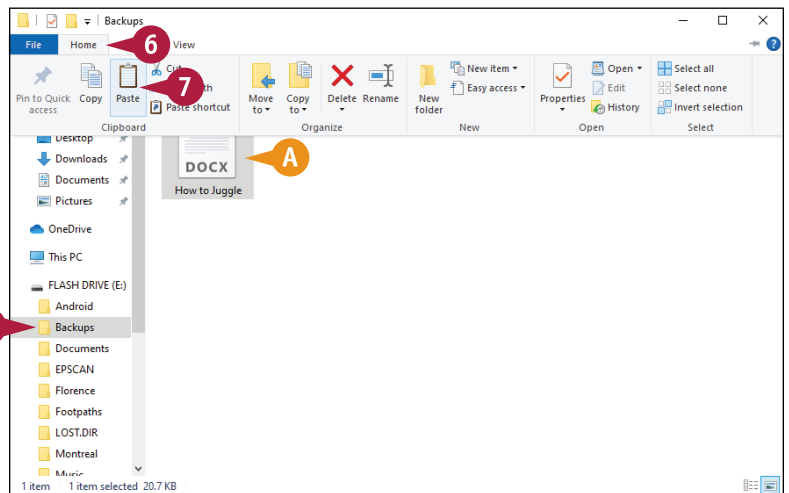 Backups
File Home View
6
Pin to Quick access
Copy
Paste
7
Paste shortcut
Clipboard
Move to
Copy to
Delete
Rename
Organize
New folder
New item
Easy access
New
Properties
Open
Edit
History
Open
Select all
Select none
Invert selection
Select
Desktop
Downloads
Documents
Pictures
OneDrive
This PC
FLASH DRIVE (E:)
Android
Backups
Documents
EPSCAN
Florence
Footpaths
LOST.DIR
Montreal
Music
DOCX
A
How to Juggle
1 item 1 item selected 20.7 KB